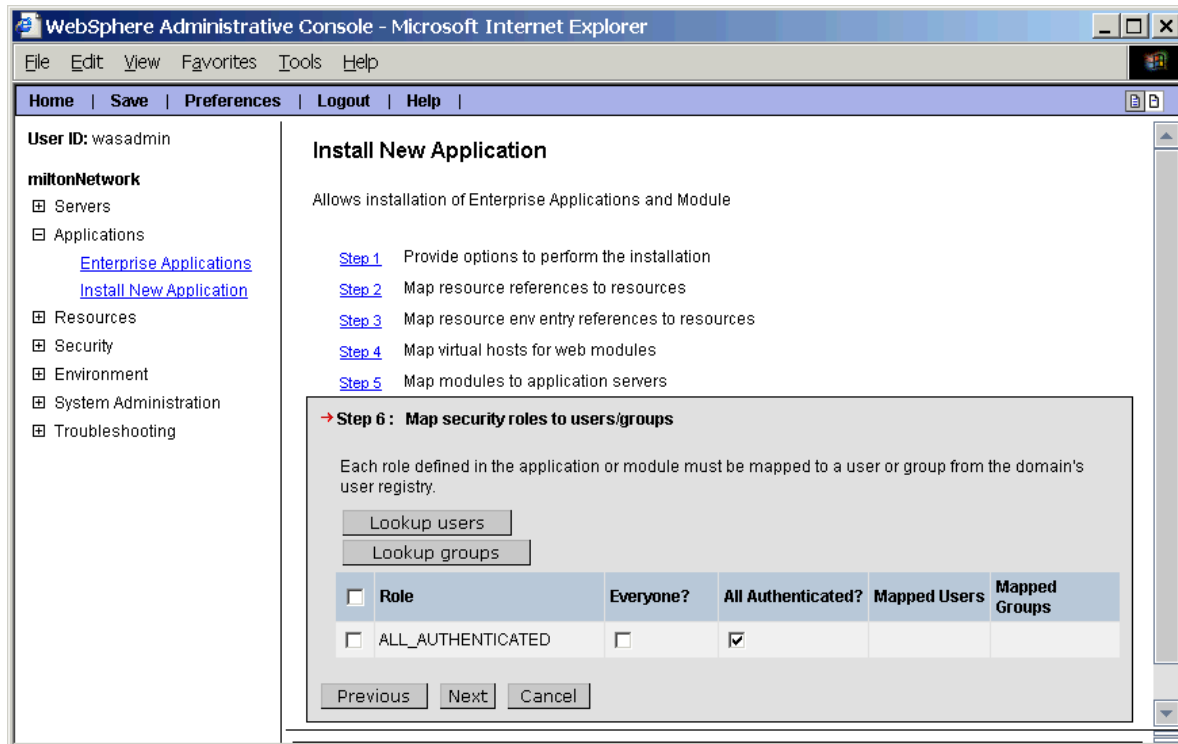 WebSphere Administrative Console - Microsoft Internet Explorer
File Edit View Favorites Tools Help
Home | Save | Preferences | Logout | Help |
User ID: wasadmin
miltonNetwork
Servers
Applications
Enterprise Applications
Install New Application
Resources
Security
Environment
System Administration
Troubleshooting
Install New Application
Allows installation of Enterprise Applications and Module
Step 1 Provide options to perform the installation
Step 2 Map resource references to resources
Step 3 Map resource env entry references to resources
Step 4 Map virtual hosts for web modules
Step 5 Map modules to application servers
Step 6 : Map security roles to users/groups
Each role defined in the application or module must be mapped to a user or group from the domain's
user registry.
Lookup users
Lookup groups
Role Everyone? All Authenticated? Mapped Users Mapped Groups
ALL_AUTHENTICATED
Previous Next Cancel